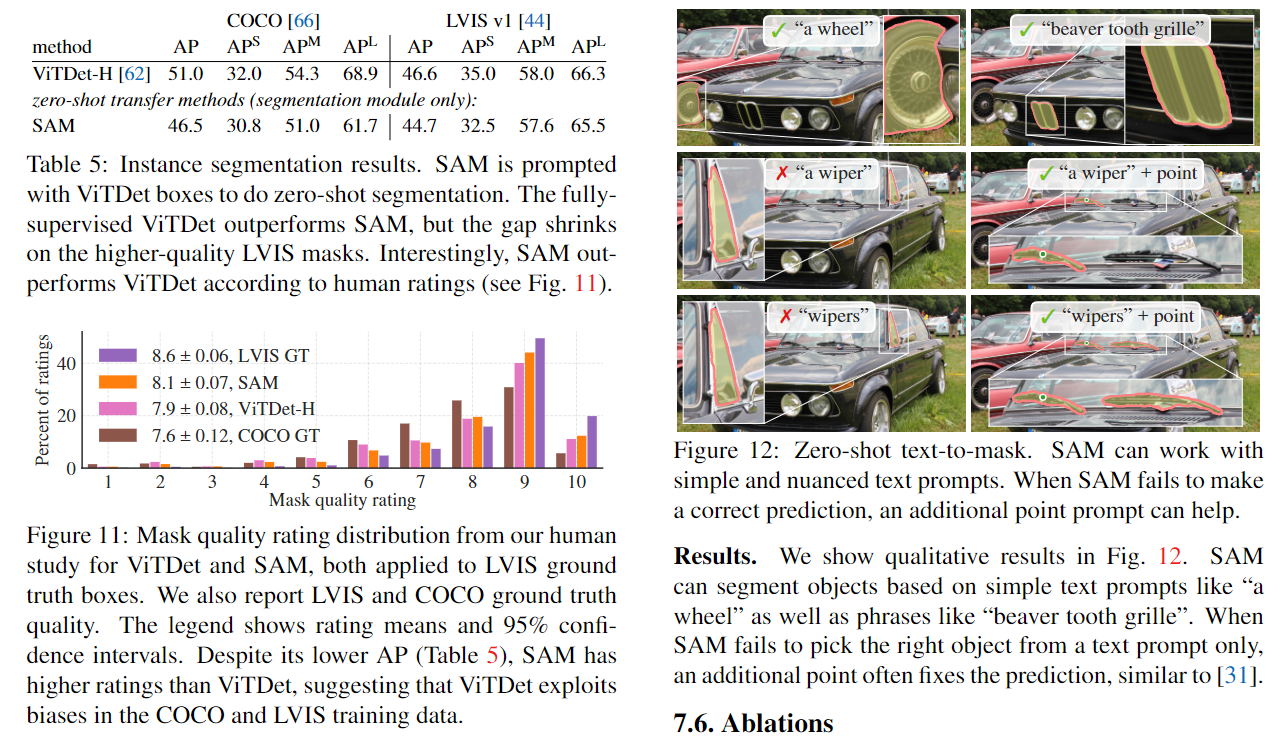 COCO [66] LVIS v1 [44]
method AP APS APM APL AP APS APM APL
ViTDet-H [62] 51.0 32.0 54.3 68.9 46.6 35.0 58.0 66.3
zero-shot transfer methods (segmentation module only):
SAM 46.5 30.8 51.0 61.7 44.7 32.5 57.6 65.5
Table 5: Instance segmentation results. SAM is prompted
with ViTDet boxes to do zero-shot segmentation. The fully-
supervised ViTDet outperforms SAM, but the gap shrinks
on the higher-quality LVIS masks. Interestingly, SAM out-
performs ViTDet according to human ratings (see Fig. 11).
Percent of ratings
40
20
0
8.6 ± 0.06, LVIS GT
8.1 ± 0.07, SAM
7.9 ± 0.08, ViTDet-H
7.6 ± 0.12, COCO GT
1 2 3 4 5 6 7 8 9 10
Mask quality rating
Figure 11: Mask quality rating distribution from our human
study for ViTDet and SAM, both applied to LVIS ground
truth boxes. We also report LVIS and COCO ground truth
quality. The legend shows rating means and 95% confi-
dence intervals. Despite its lower AP (Table 5), SAM has
higher ratings than ViTDet, suggesting that ViTDet exploits
biases in the COCO and LVIS training data.
✓ “a wheel”
✓ “beaver tooth grille”
✗ “a wiper”
✓ “a wiper” + point
✗ “wipers”
✓ “wipers” + point
Figure 12: Zero-shot text-to-mask. SAM can work with
simple and nuanced text prompts. When SAM fails to make
a correct prediction, an additional point prompt can help.
Results. We show qualitative results in Fig. 12. SAM
can segment objects based on simple text prompts like “a
wheel” as well as phrases like “beaver tooth grille”. When
SAM fails to pick the right object from a text prompt only,
an additional point often fixes the prediction, similar to [31].
7.6. Ablations